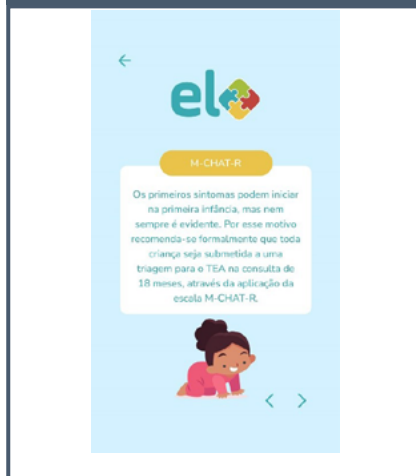 elo
M-CHAT-R
Os primeiros sintomas podem iniciar
na primeira infância, mas nem
sempre é evidente. Por esse motivo
recomenda-se formalmente que toda
criança seja submetida a uma
triagem para o TEA na consulta de
18 meses, através da aplicação da
escala M-CHAT-R.